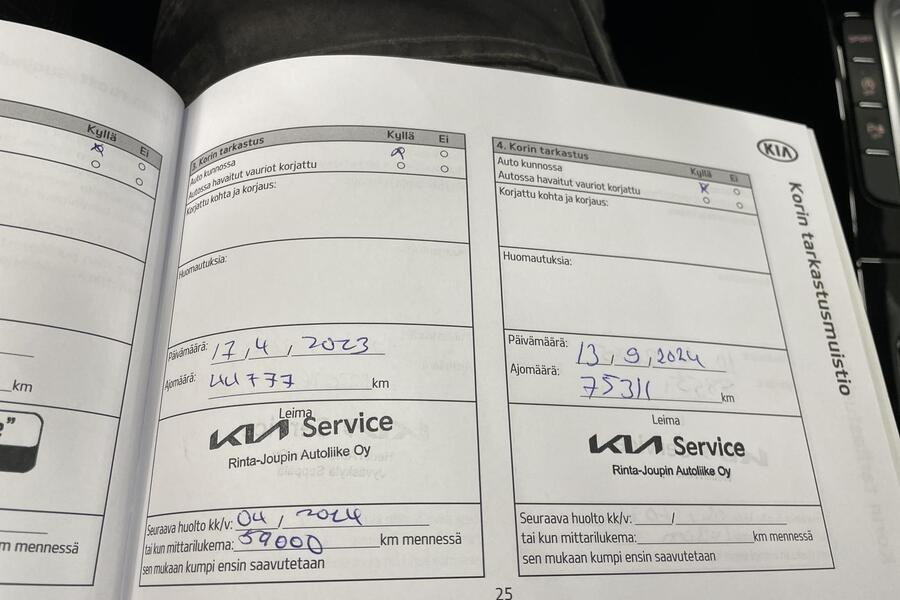 Kyllä
Ei
km
"
m mennessä
3. Korin tarkastus
Kyllä
Ei
Auto kunnossa
Autossa havaitut vauriot korjattu
Korjattu kohta ja korjaus:
Huomautuksia:
Päivämäärä: 17, 4, 2023
Ajomäärä: 44777 km
Leima
KIA Service
Rinta-Joupin Autoliike Oy
Seuraava huolto kk/v: 04 / 2024
tai kun mittarilukema: 59000 km mennessä
sen mukaan kumpi ensin saavutetaan
25
4. Korin tarkastus
Kyllä
Ei
Auto kunnossa
Autossa havaitut vauriot korjattu
Korjattu kohta ja korjaus:
Huomautuksia:
Päivämäärä: 13, 9, 2024
Ajomäärä: 75311 km
Leima
KIA Service
Rinta-Joupin Autoliike Oy
Seuraava huolto kk/v: /
tai kun mittarilukema: km mennessä
sen mukaan kumpi ensin saavutetaan
KIA
Korin tarkastusmuistio